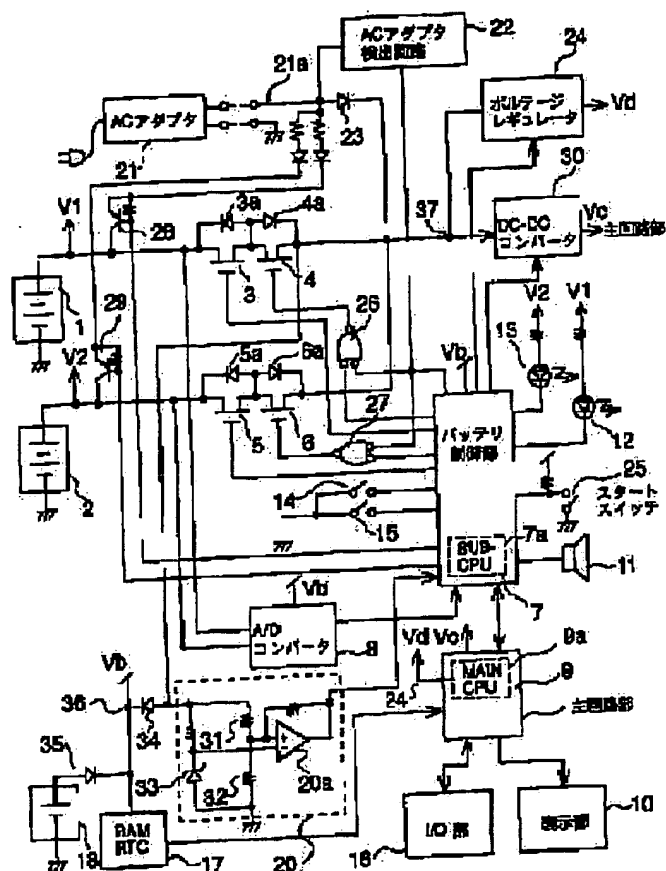 ACアダプタ
検出回路
22
24
21a
ボルテージ
レギュレータ
Vd
ACアダプタ
21
23
30
V1
28
3a
4a
37
DC-DC
コンバータ
Vc
主回路部
1
3
4
26
V2
V1
29
V2
5a
6a
Vb
13
2
5
6
27
バッテリ
制御部
12
14
15
25
スタート
スイッチ
7a
SUB-
CPU
7
11
Vb
A/D
コンバータ
8
Vd
Vc
9a
MAIN
CPU
9
24
主回路部
Vb
36
34
31
35
33
32
20a
18
RAM
RTC
17
20
I/O部
16
表示部
10